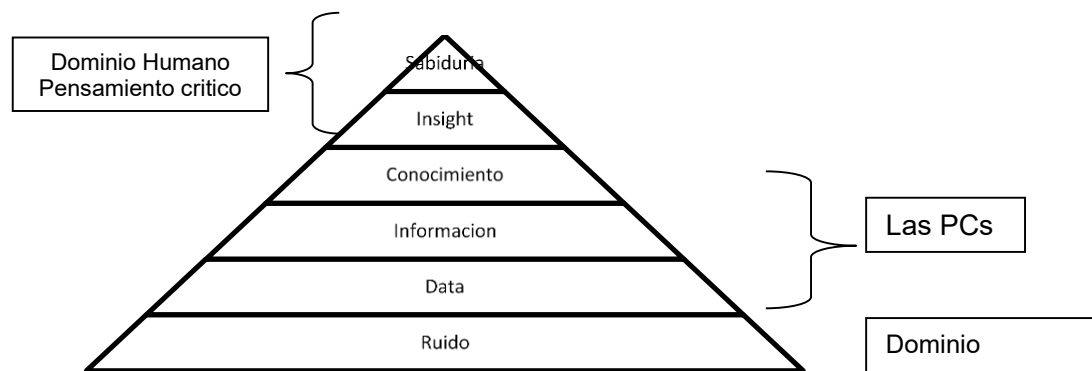 Dominio Humano
Pensamiento critico
Sabiduría
Insight
Conocimiento
Informacion
Data
Ruido
Las PCs
Dominio